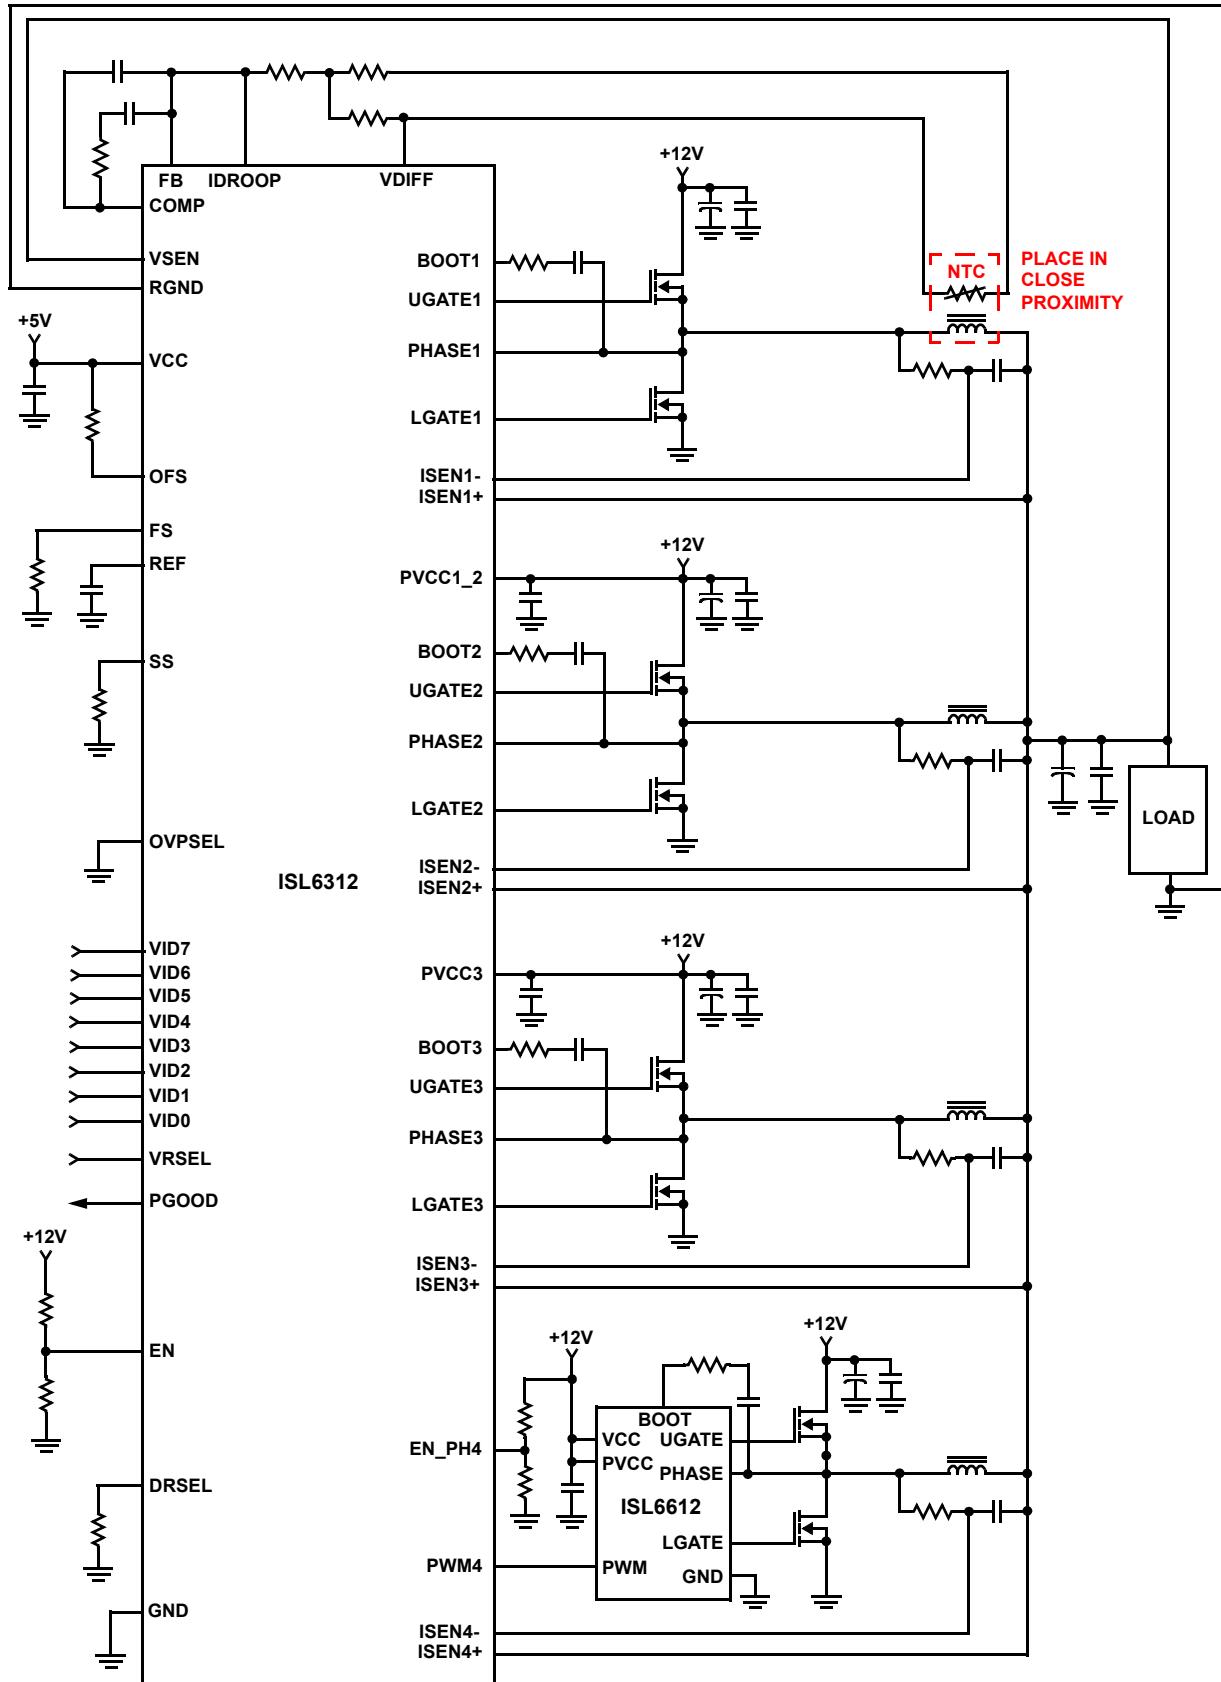 +12V
FB IDROOP VDIFF
COMP
VSEN
RGND
+5V
VCC
OFS
FS
REF
SS
OVPSEL
VID7
VID6
VID5
VID4
VID3
VID2
VID1
VID0
VRSEL
PGOOD
+12V
EN
DRSEL
GND
ISL6312
BOOT1
UGATE1
PHASE1
LGATE1
ISEN1-
ISEN1+
NTC
PLACE IN
CLOSE
PROXIMITY
+12V
PVCC1_2
BOOT2
UGATE2
PHASE2
LGATE2
ISEN2-
ISEN2+
LOAD
+12V
PVCC3
BOOT3
UGATE3
PHASE3
LGATE3
ISEN3-
ISEN3+
+12V
+12V
EN_PH4
PWM4
BOOT
VCC
UGATE
PVCC
PHASE
ISL6612
LGATE
PWM
GND
ISEN4-
ISEN4+